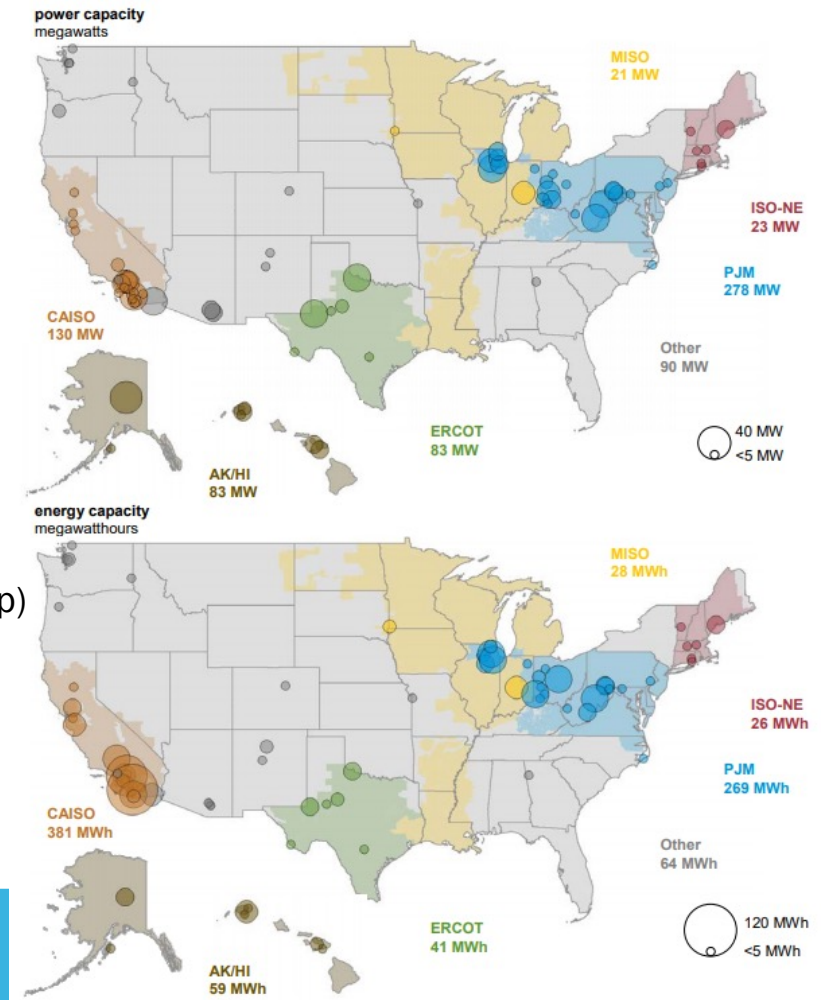 power capacity
megawatts
MISO
21 MW
ISO-NE
23 MW
PJM
278 MW
CAISO
130 MW
Other
90 MW
ERCOT
83 MW
40 MW
<5 MW
AK/HI
83 MW
energy capacity
megawatthours
MISO
28 MWh
p)
ISO-NE
26 MWh
PJM
269 MWh
CAISO
381 MWh
Other
64 MWh
ERCOT
41 MWh
120 MWh
<5 MWh
AK/HI
59 MWh